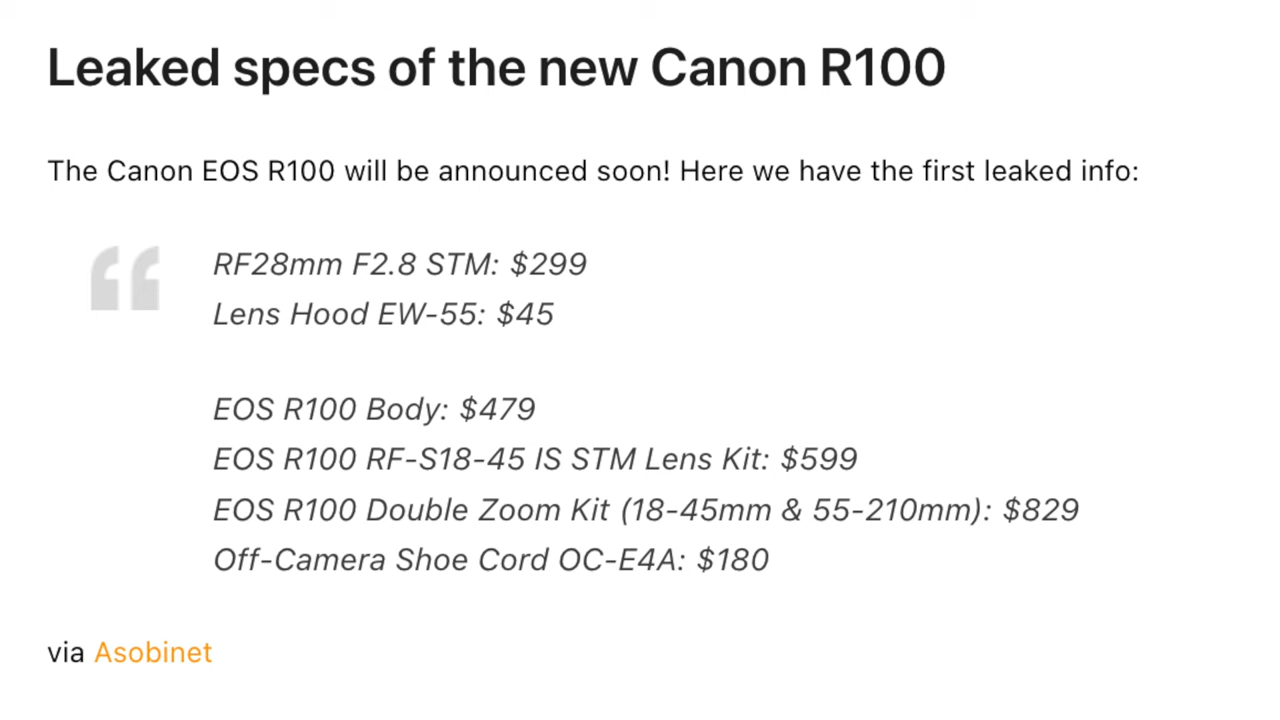 Leaked specs of the new Canon R100
The Canon EOS R100 will be announced soon! Here we have the first leaked info:
“
RF28mm F2.8 STM: $299
Lens Hood EW-55: $45
EOS R100 Body: $479
EOS R100 RF-S18-45 IS STM Lens Kit: $599
EOS R100 Double Zoom Kit (18-45mm & 55-210mm): $829
Off-Camera Shoe Cord OC-E4A: $180
via Asobinet